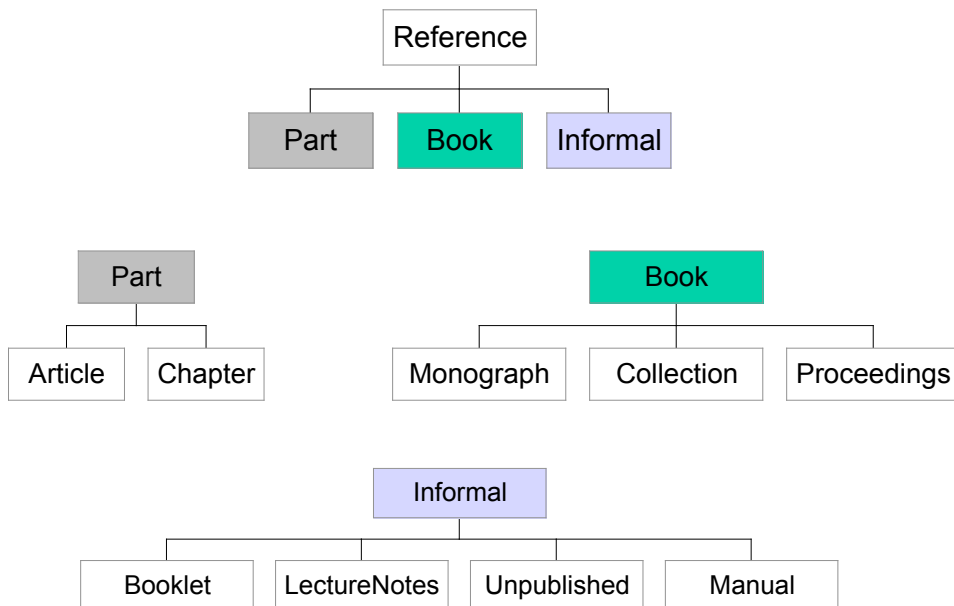 Reference
Part Book Informal
Part Book
Article Chapter Monograph Collection Proceedings
Informal
Booklet LectureNotes Unpublished Manual